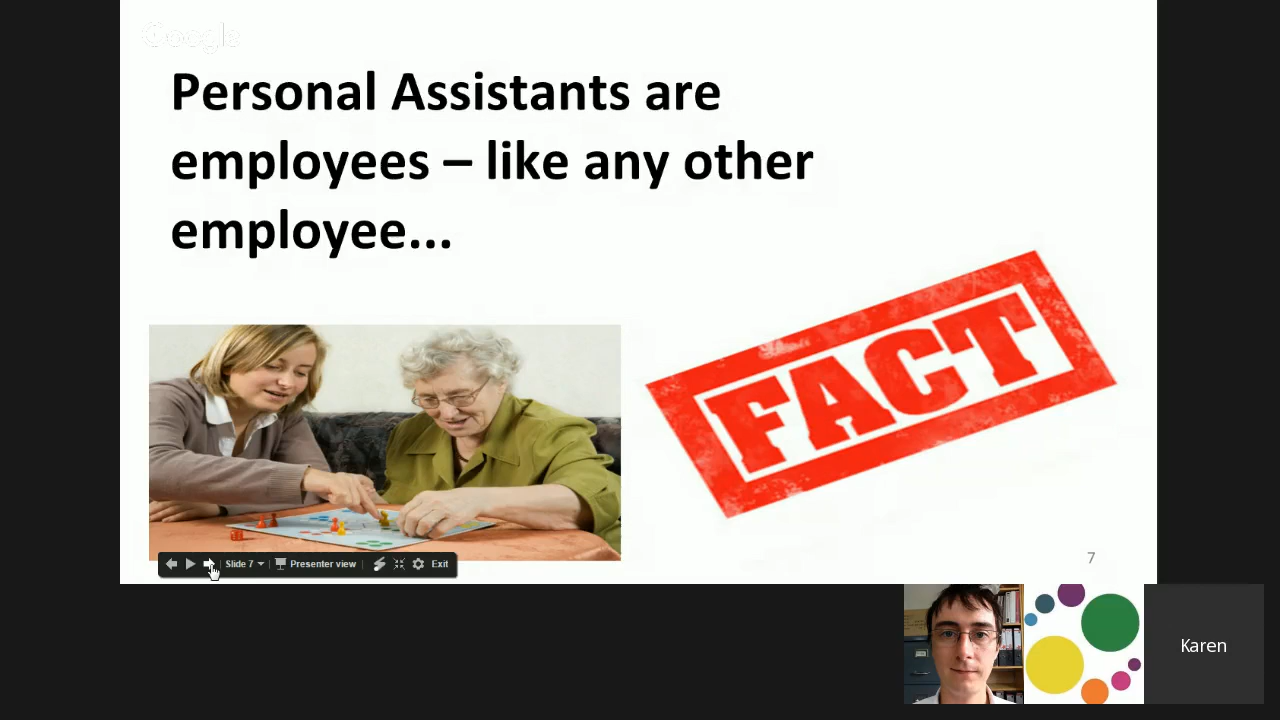 Google
Personal Assistants are
employees – like any other
employee...
FACT
Slide 7
Presenter view
Exit
7
Karen